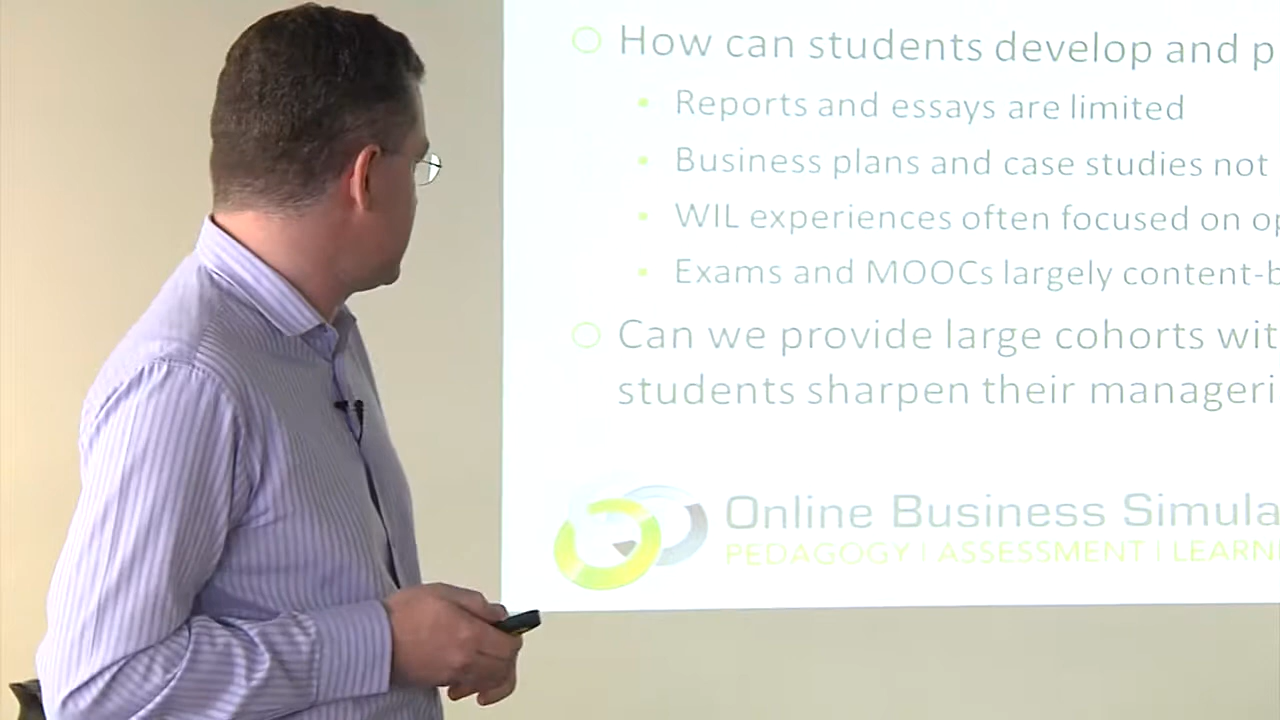 How can students develop and p
Reports and essays are limited
Business plans and case studies not
WIL experiences often focused on op
Exams and MOOCs largely content-b
Can we provide large cohorts wit
students sharpen their manageri
Online Business Simula
PEDAGOGY | ASSESSMENT | LEARN